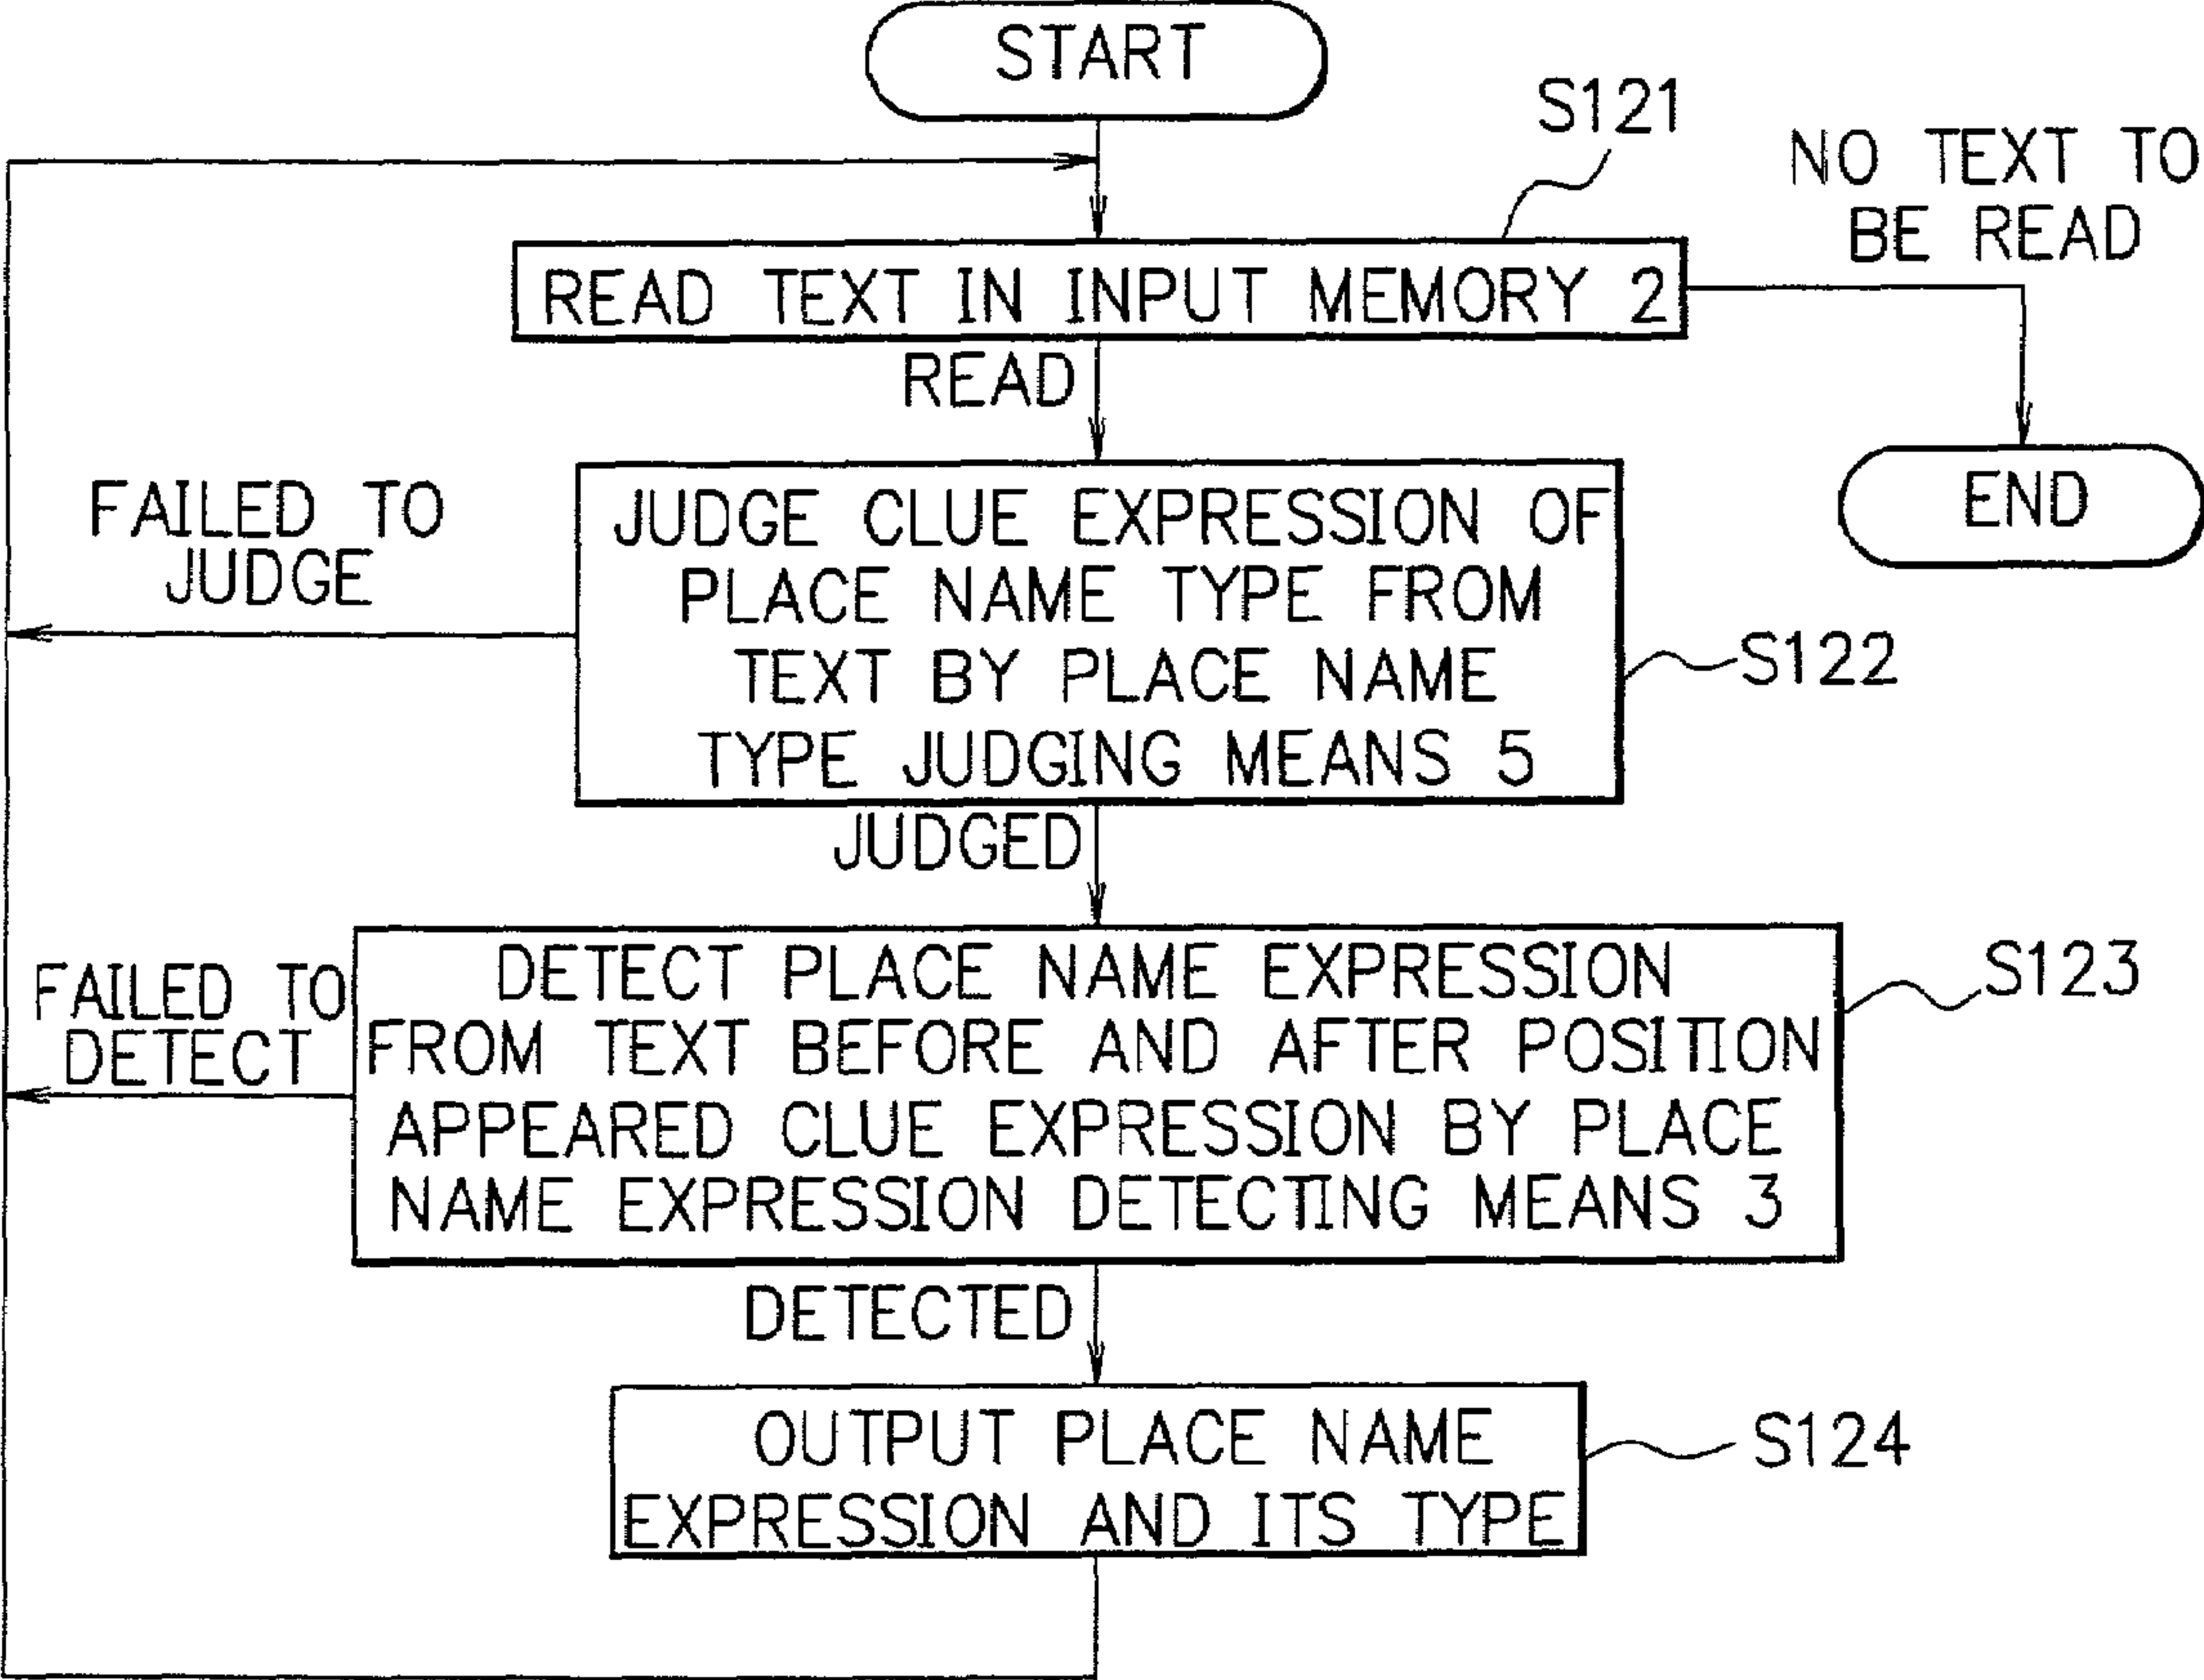 START
S121
NO TEXT TO
BE READ
READ TEXT IN INPUT MEMORY 2
READ
END
FAILED TO
JUDGE
JUDGE CLUE EXPRESSION OF
PLACE NAME TYPE FROM
TEXT BY PLACE NAME
TYPE JUDGING MEANS 5
S122
JUDGED
FAILED TO
DETECT
DETECT PLACE NAME EXPRESSION
FROM TEXT BEFORE AND AFTER POSITION
APPEARED CLUE EXPRESSION BY PLACE
NAME EXPRESSION DETECTING MEANS 3
S123
DETECTED
OUTPUT PLACE NAME
EXPRESSION AND ITS TYPE
S124